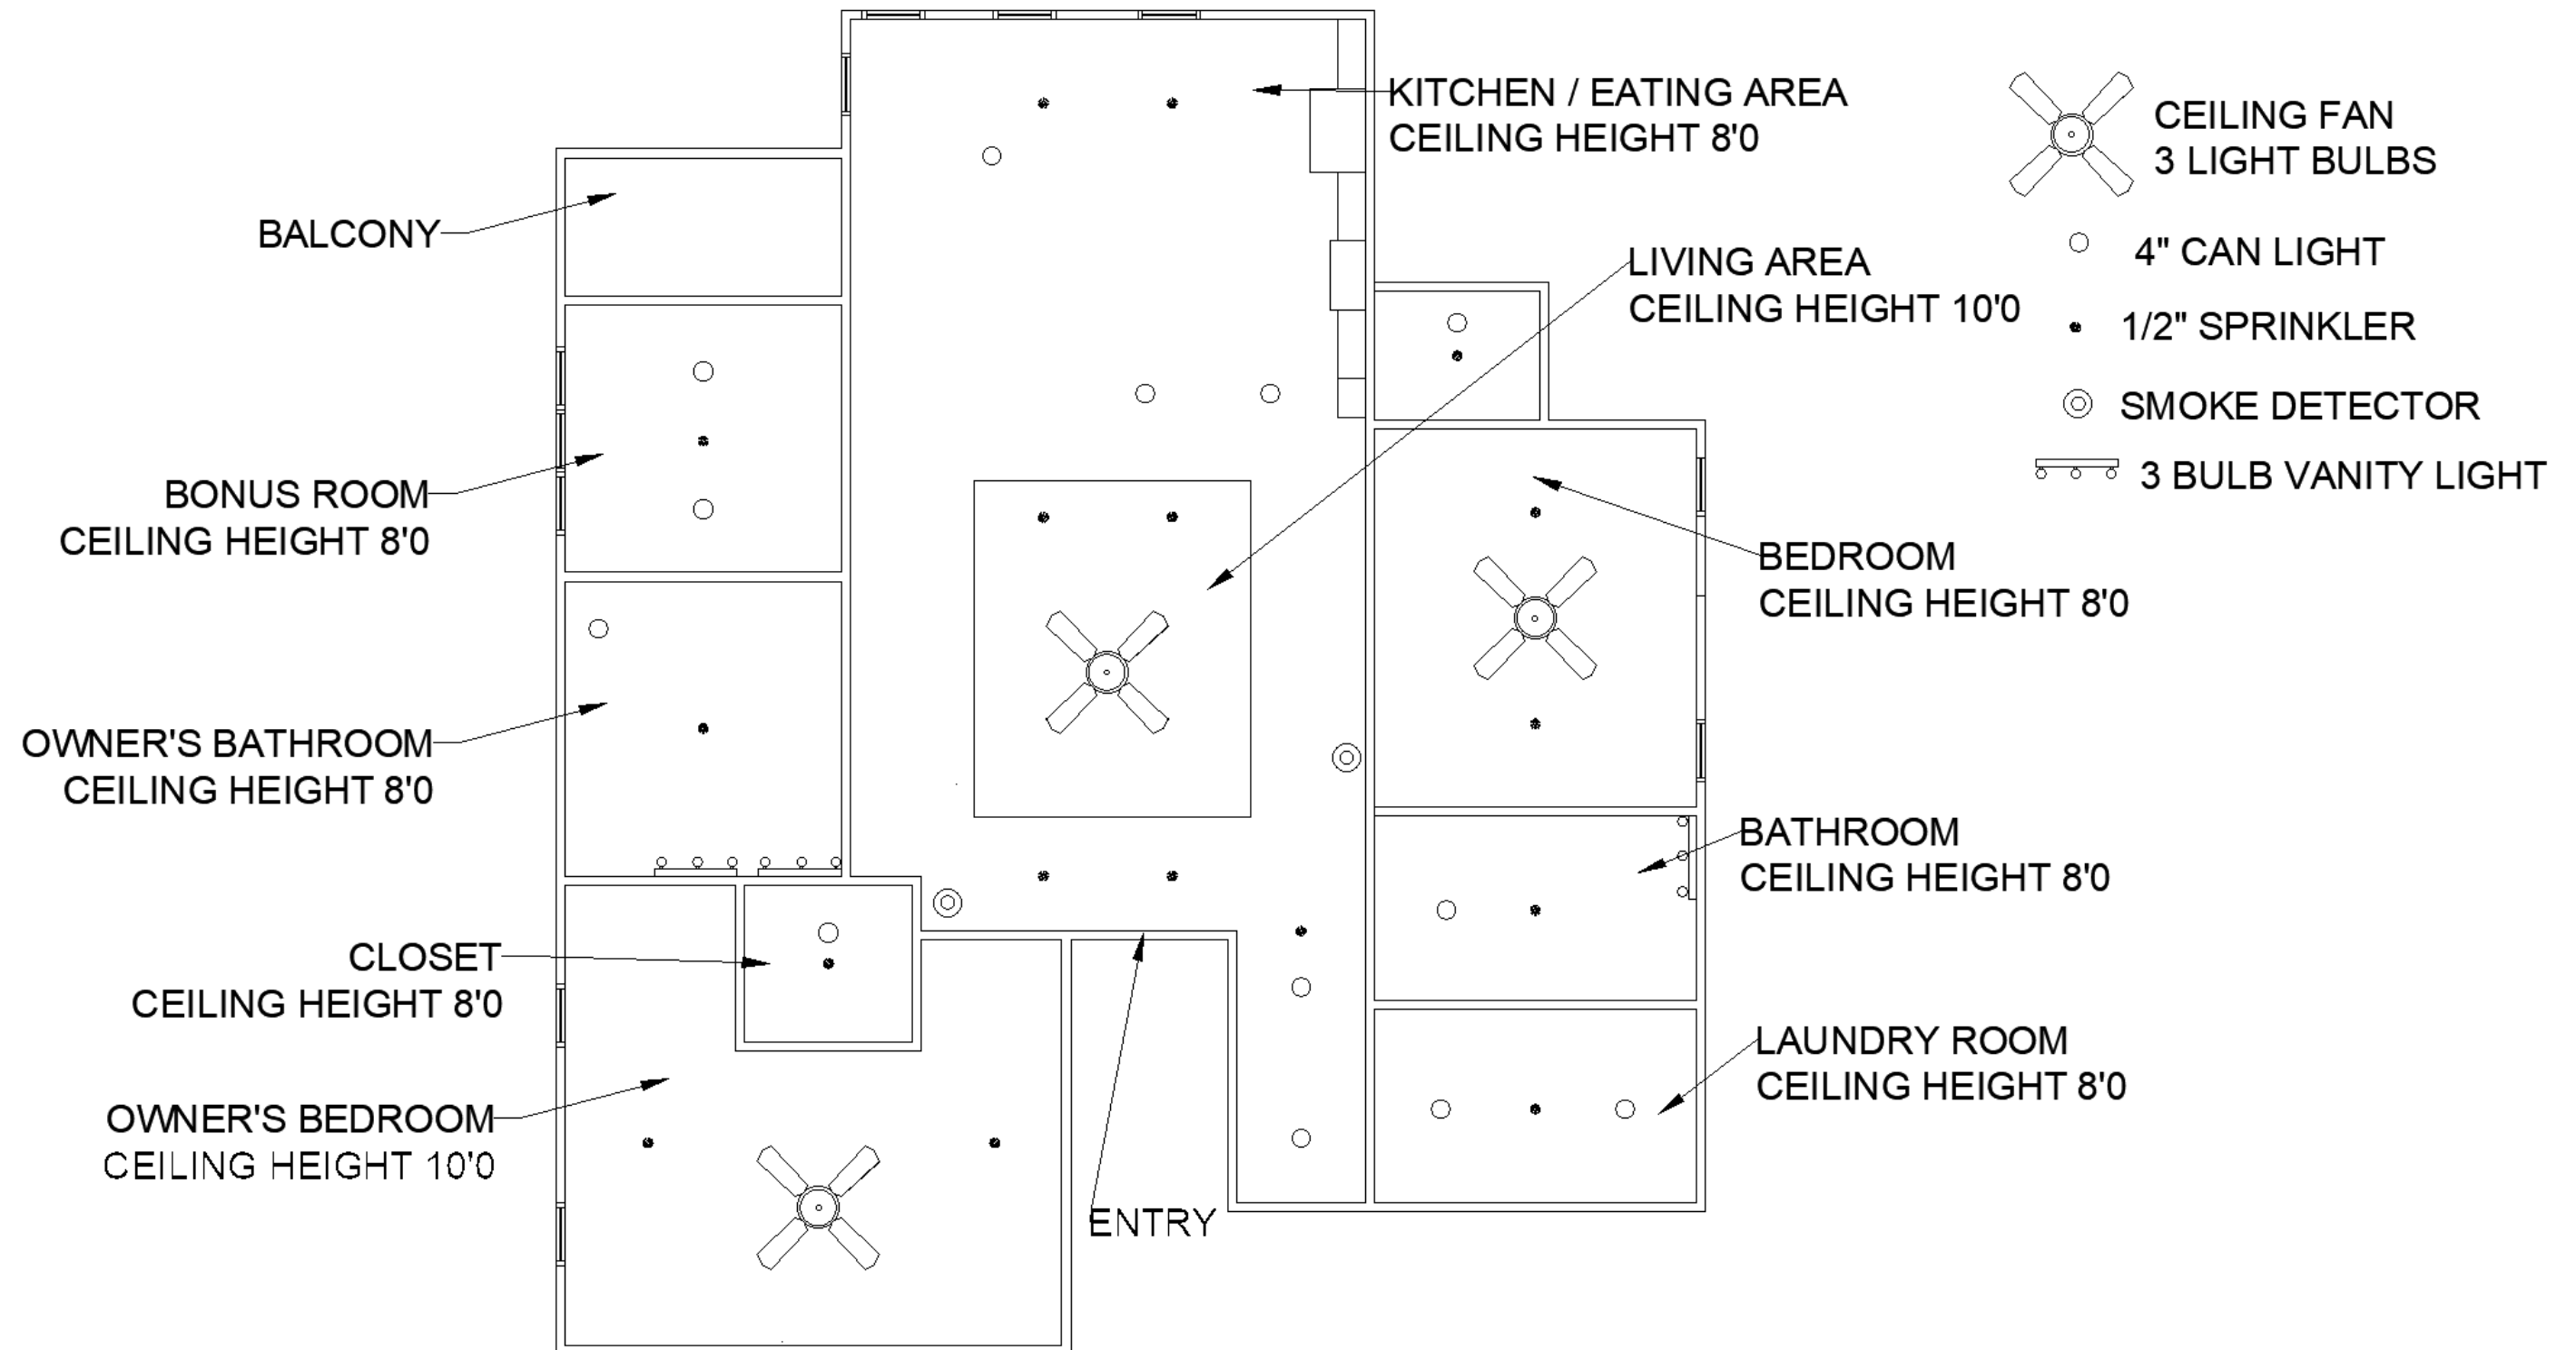 KITCHEN / EATING AREA
CEILING HEIGHT 8'0
CEILING FAN
3 LIGHT BULBS
BALCONY
LIVING AREA
CEILING HEIGHT 10'0
4" CAN LIGHT
1/2" SPRINKLER
SMOKE DETECTOR
3 BULB VANITY LIGHT
BONUS ROOM
CEILING HEIGHT 8'0
BEDROOM
CEILING HEIGHT 8'0
OWNER'S BATHROOM
CEILING HEIGHT 8'0
BATHROOM
CEILING HEIGHT 8'0
CLOSET
CEILING HEIGHT 8'0
LAUNDRY ROOM
CEILING HEIGHT 8'0
OWNER'S BEDROOM
CEILING HEIGHT 10'0
ENTRY